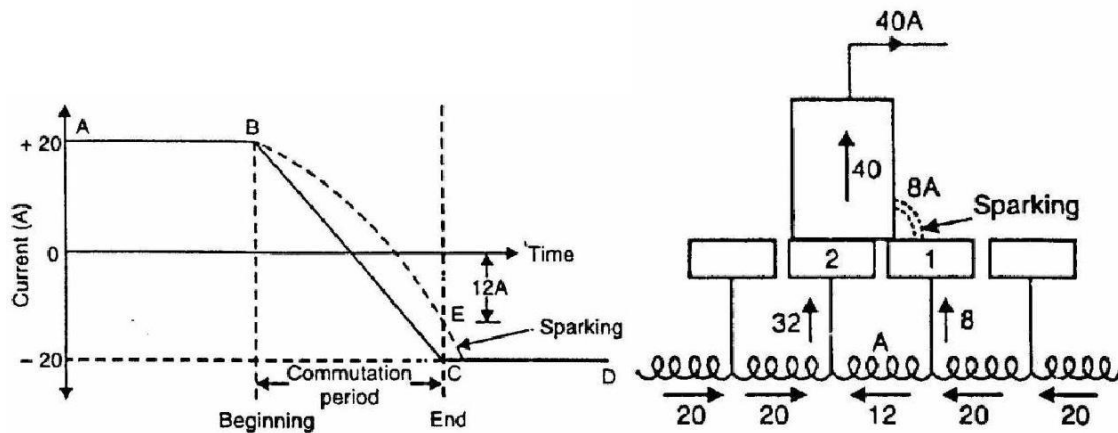 A
B
+ 20
Current (A)
0
Time
12A
E
Sparking
- 20
Commutation
period
C
D
Beginning
End
40A
40
8A
Sparking
2
1
32
8
A
20
20
12
20
20